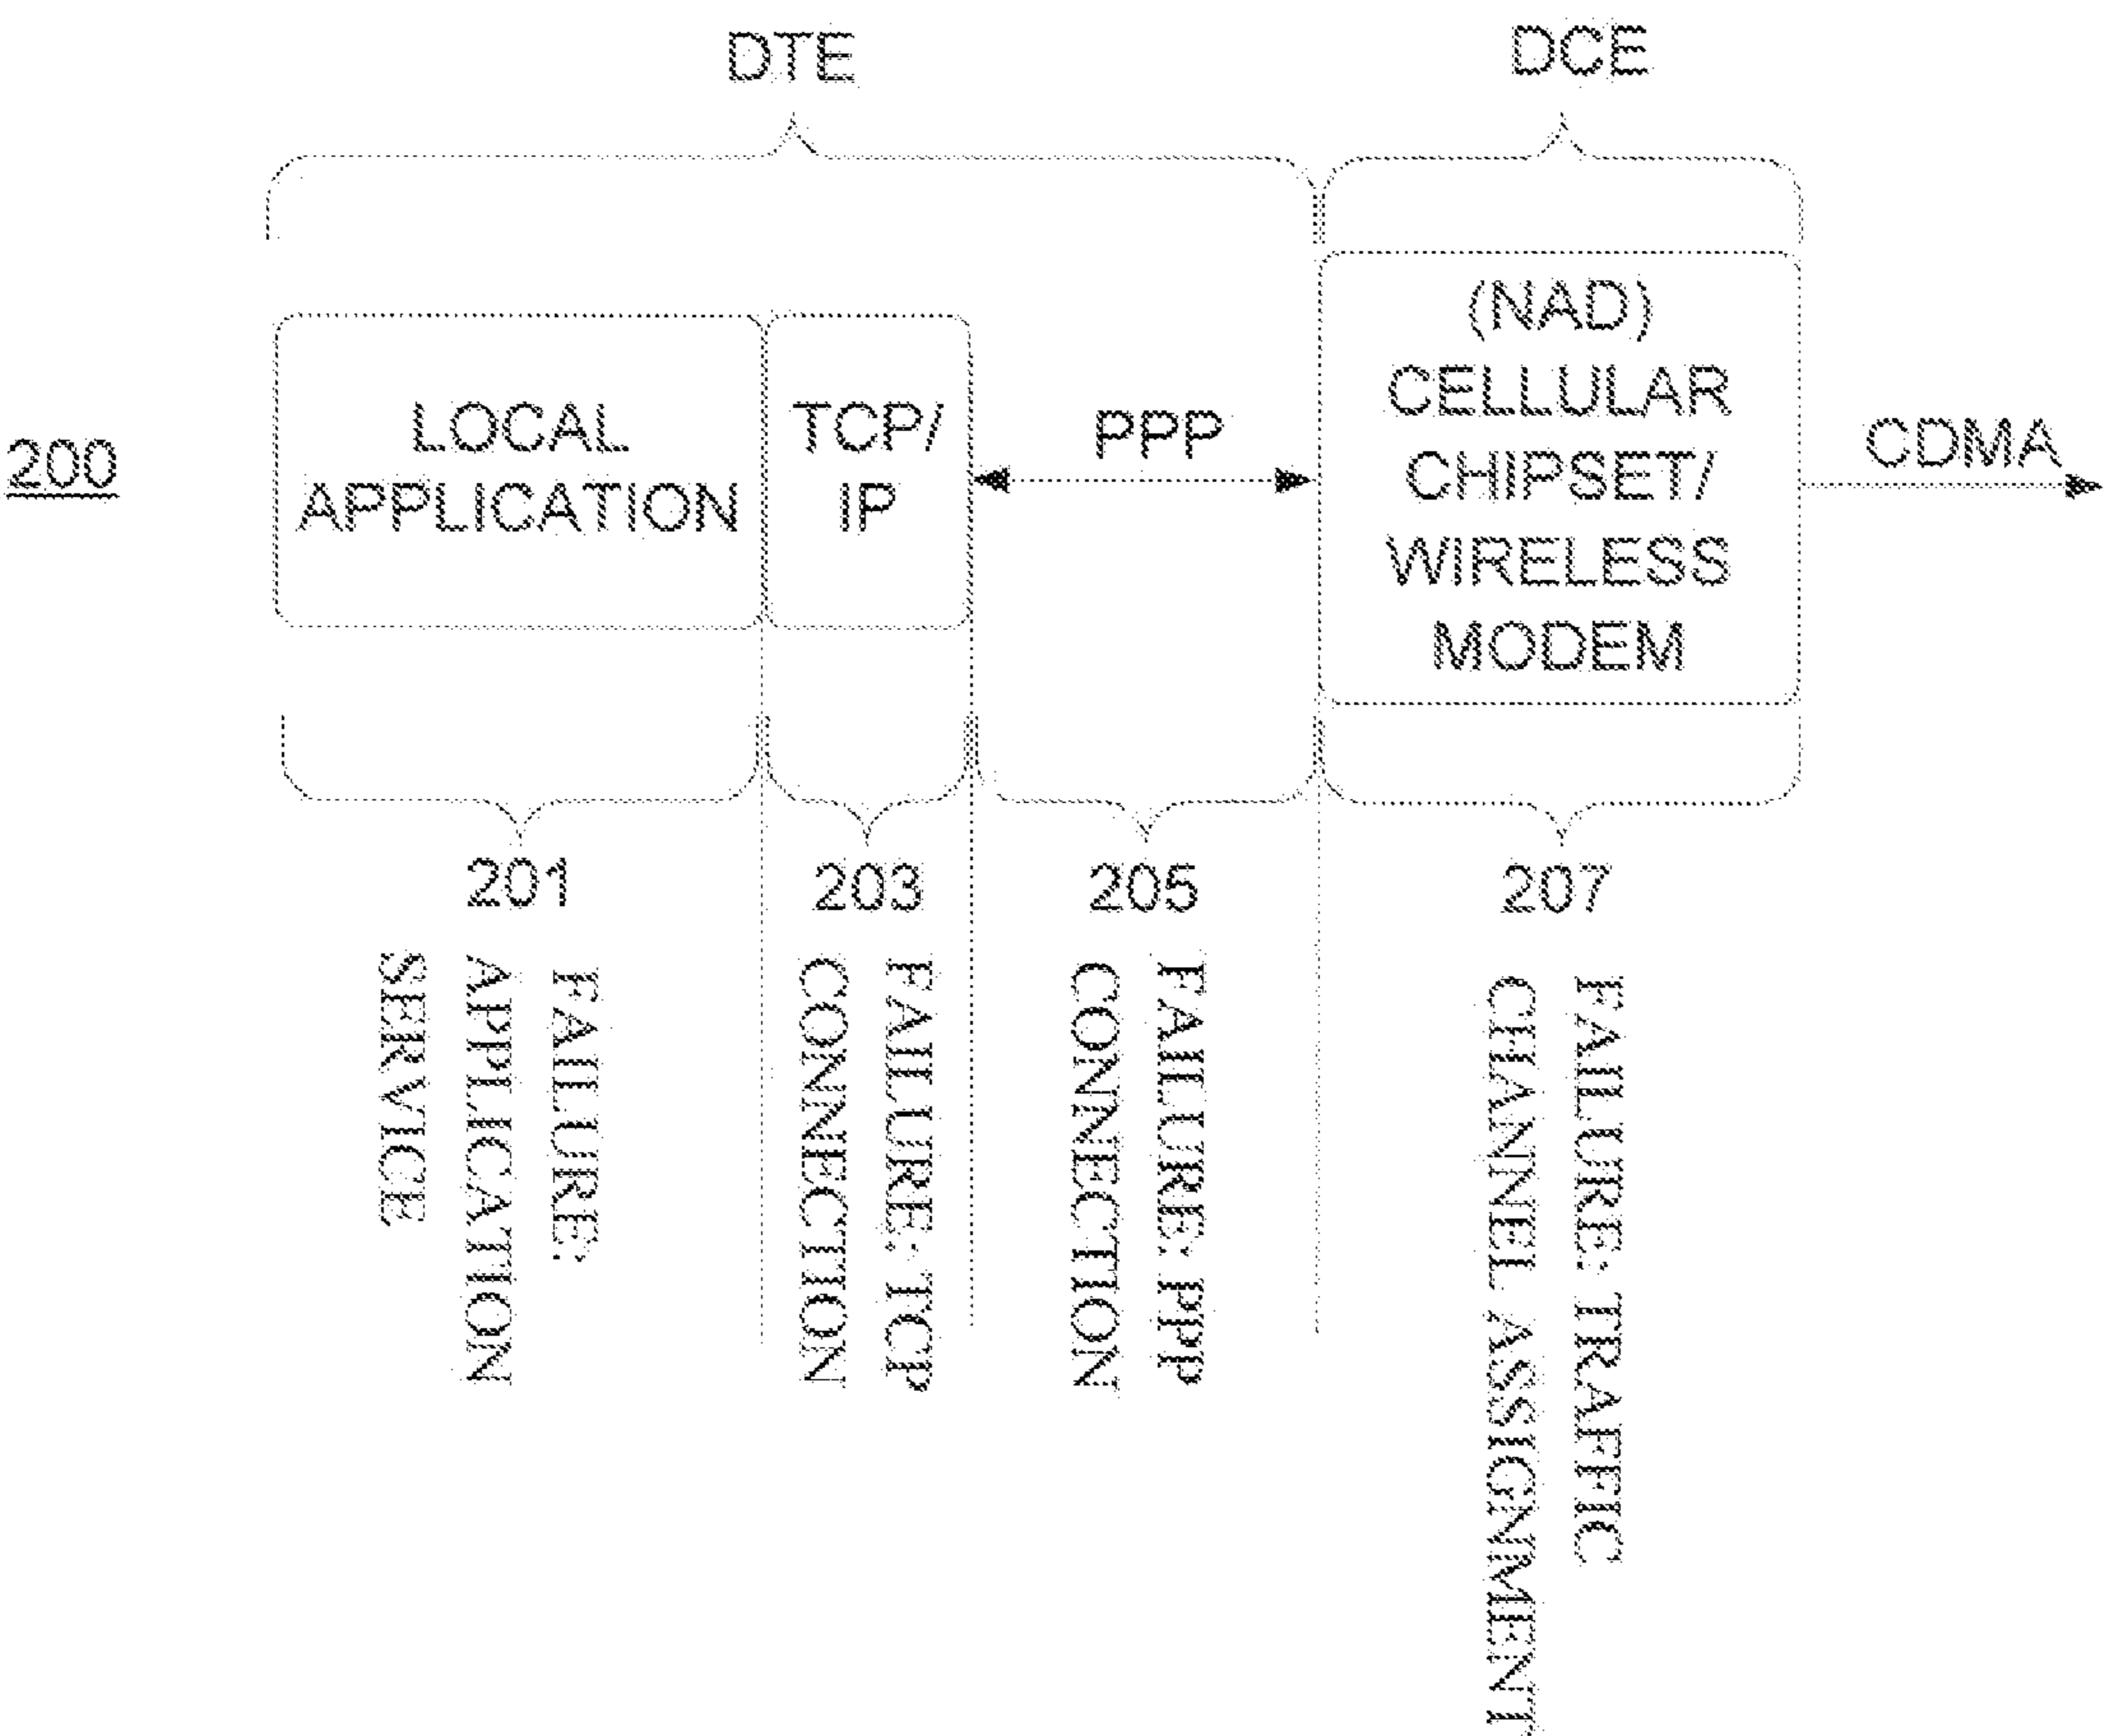 DTE
DCE
200
LOCAL
APPLICATION
TCP/
IP
PPP
(NAD)
CELLULAR
CHIPSET/
WIRELESS
MODEM
CDMA
201
FAILURE:
APPLICATION
SERVICE
203
FAILURE: TCP
CONNECTION
205
FAILURE: PPP
CONNECTION
207
FAILURE: TRAFFIC
CHANNEL ASSIGNMENT